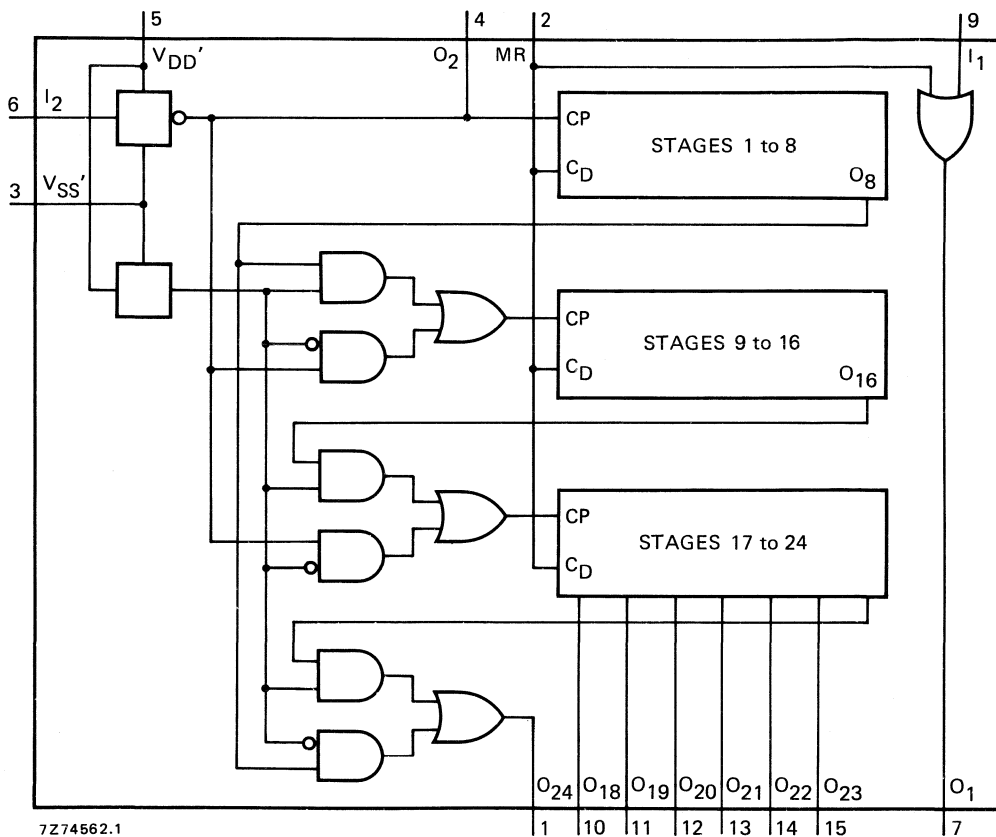 5 4 2 9
V_DD' O_2 MR I_1
6 I_2
CP
STAGES 1 to 8
C_D
O_8
3 V_SS'
CP
STAGES 9 to 16
C_D
O_16
CP
STAGES 17 to 24
C_D
O_24 O_18 O_19 O_20 O_21 O_22 O_23 O_1
7Z74562.1
1 10 11 12 13 14 15 7